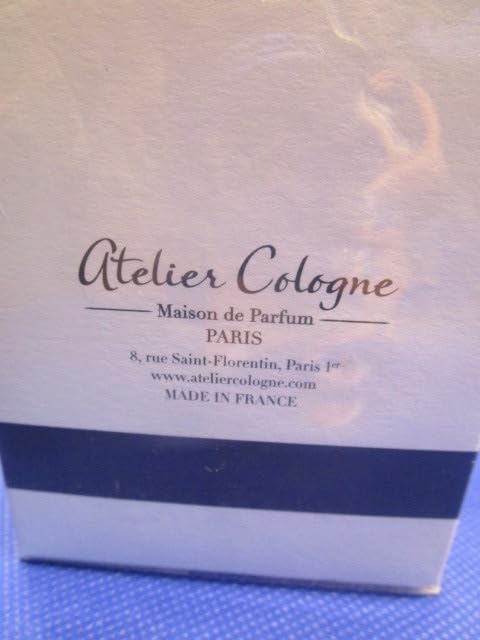 Atelier Cologne
Maison de Parfum
PARIS
8, rue Saint-Florentin, Paris 1er
www.ateliercologne.com
MADE IN FRANCE